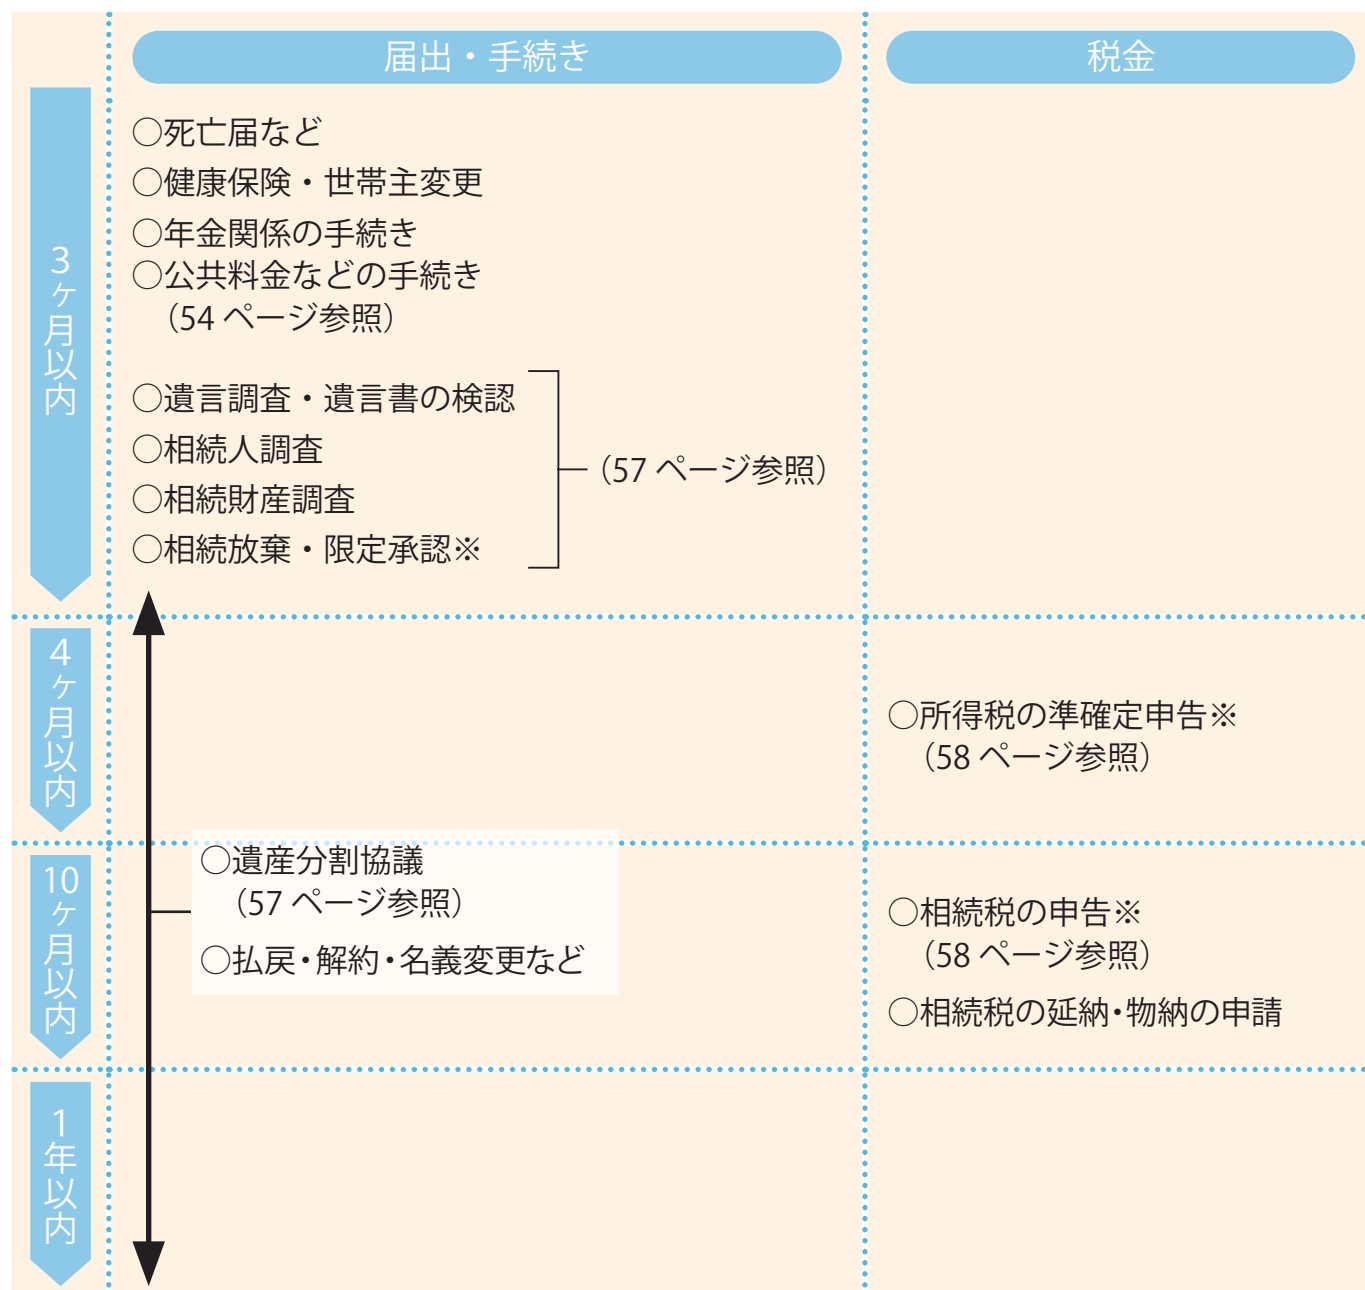 届出・手続き
税金
3ヶ月以内
○死亡届など
○健康保険・世帯主変更
○年金関係の手続き
○公共料金などの手続き
（54 ページ参照）
○遺言調査・遺言書の検認
○相続人調査
○相続財産調査
○相続放棄・限定承認※
（57 ページ参照）
4ヶ月以内
○所得税の準確定申告※
（58 ページ参照）
10ヶ月以内
○遺産分割協議
（57 ページ参照）
○払戻・解約・名義変更など
○相続税の申告※
（58 ページ参照）
○相続税の延納・物納の申請
1年以内